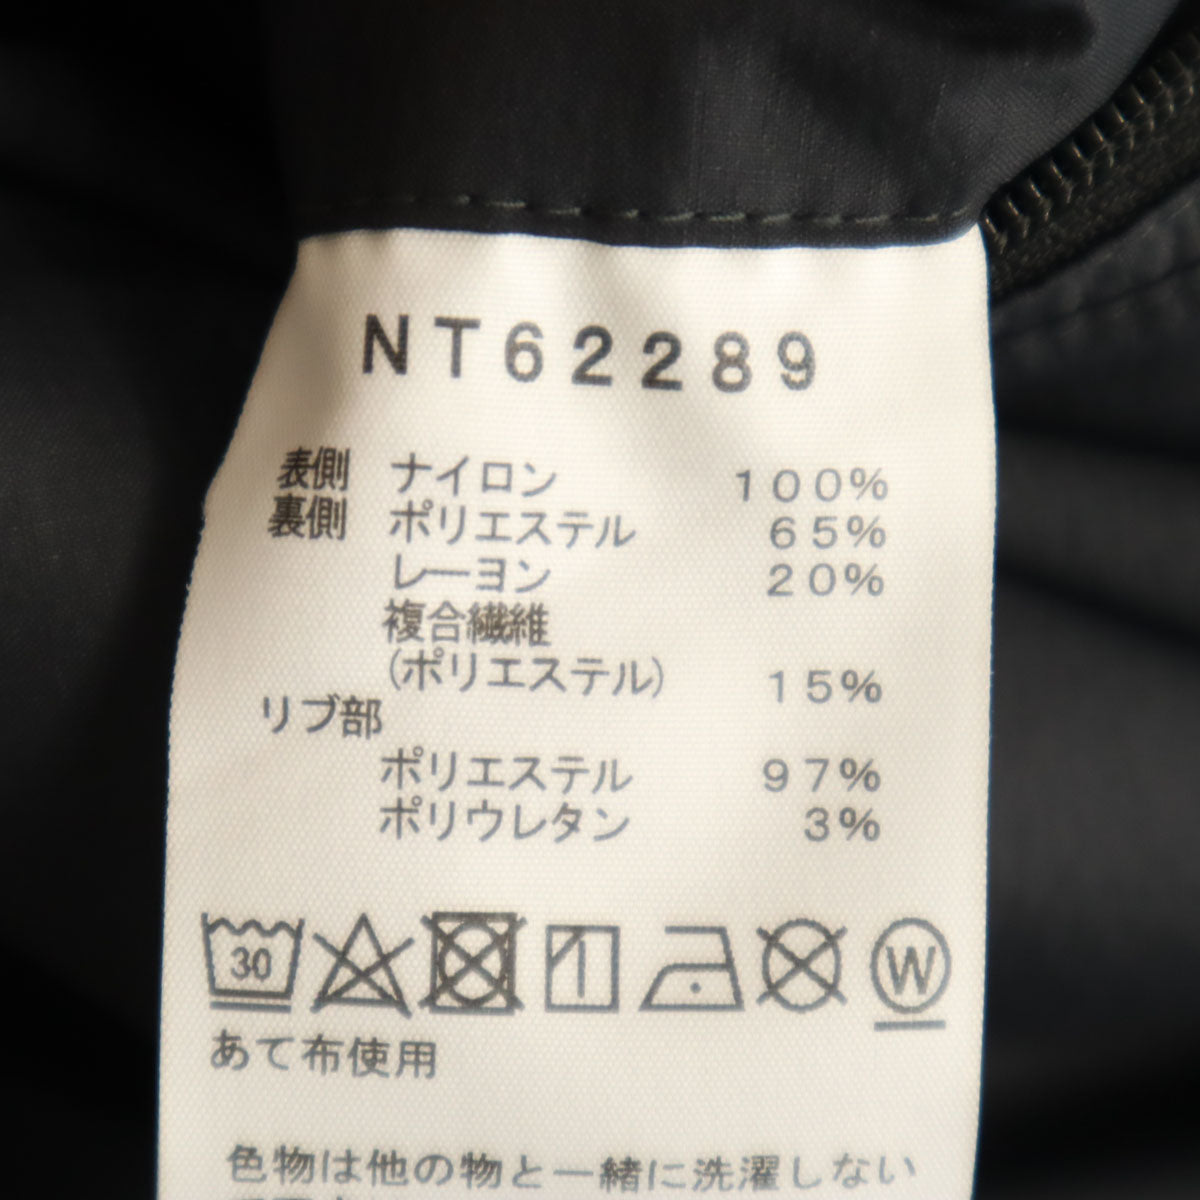 NT62289
表側 ナイロン 100%
裏側 ポリエステル 65%
レーヨン 20%
複合繊維
(ポリエステル) 15%
リブ部
ポリエステル 97%
ポリウレタン 3%
30 W
あて布使用
色物は他の物と一緒に洗濯しない